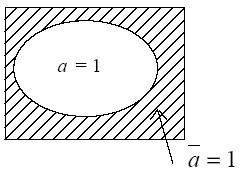 a = 1
a̅ = 1